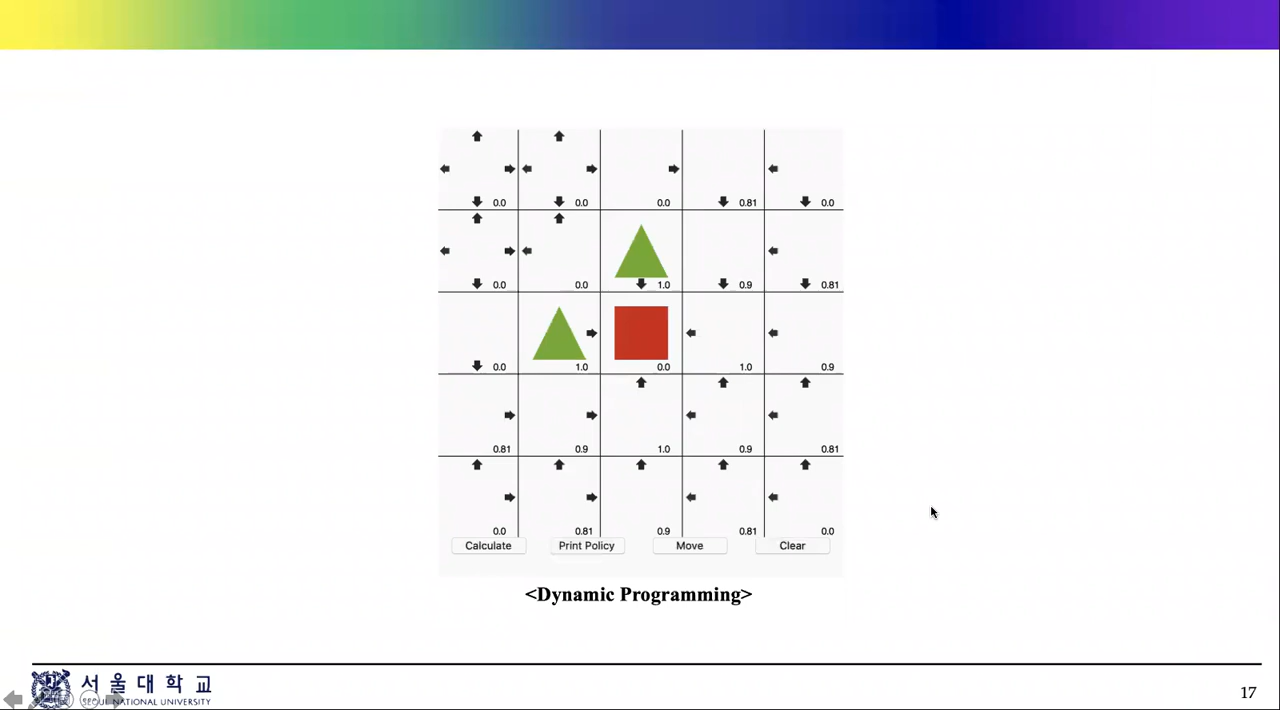 0.0 0.0 0.0 0.81 0.0
0.0 0.0 1.0 0.9 0.81
0.0 1.0 0.0 1.0 0.9
0.81 0.9 1.0 0.9 0.81
0.0 0.81 0.9 0.81 0.0
Calculate Print Policy Move Clear
<Dynamic Programming>
서울대학교
SEOUL NATIONAL UNIVERSITY
17